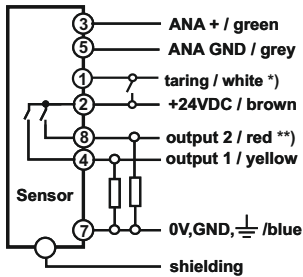 3 ANA + / green
5 ANA GND / grey
1 taring / white *)
2 +24VDC / brown
8 output 2 / red **)
4 output 1 / yellow
Sensor
7 0V,GND, /blue
shielding